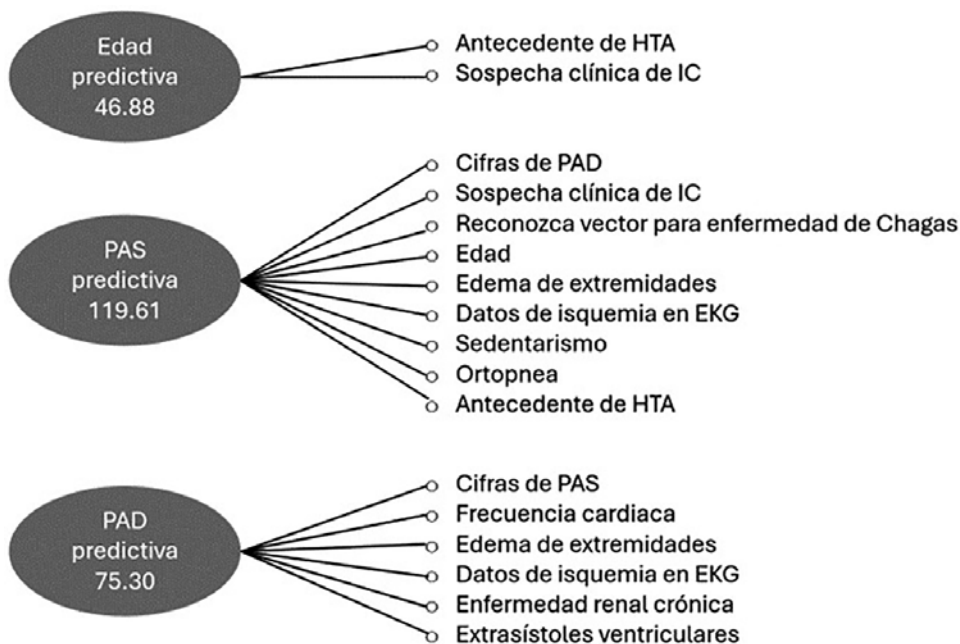 Edad
predictiva
46.88
Antecedente de HTA
Sospecha clínica de IC
PAS
predictiva
119.61
Cifras de PAD
Sospecha clínica de IC
Reconozca vector para enfermedad de Chagas
Edad
Edema de extremidades
Datos de isquemia en EKG
Sedentarismo
Ortopnea
Antecedente de HTA
PAD
predictiva
75.30
Cifras de PAS
Frecuencia cardiaca
Edema de extremidades
Datos de isquemia en EKG
Enfermedad renal crónica
Extrasístoles ventriculares